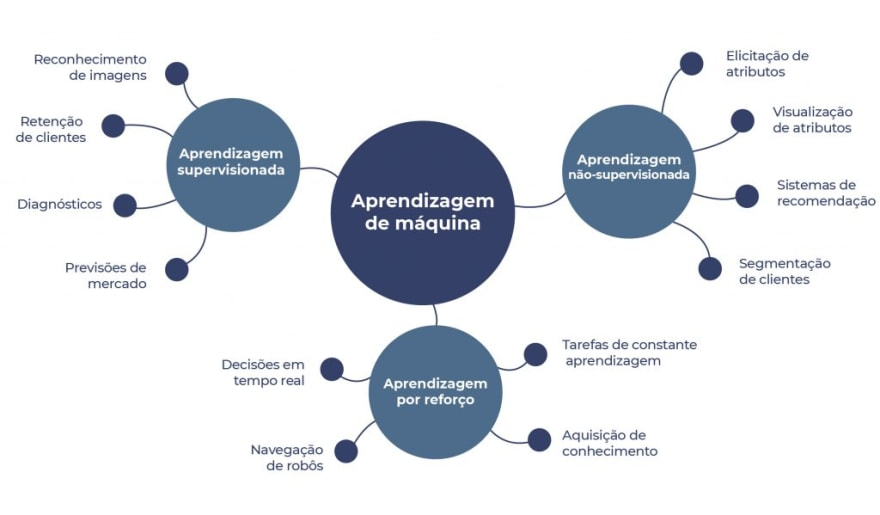 Aprendizagem
de máquina
Aprendizagem
supervisionada
Reconhecimento
de imagens
Retenção
de clientes
Diagnósticos
Previsões de
mercado
Aprendizagem
não-supervisionada
Elicitação de
atributos
Visualização
de atributos
Sistemas de
recomendação
Segmentação
de clientes
Aprendizagem
por reforço
Decisões em
tempo real
Navegação
de robôs
Tarefas de constante
aprendizagem
Aquisição de
conhecimento